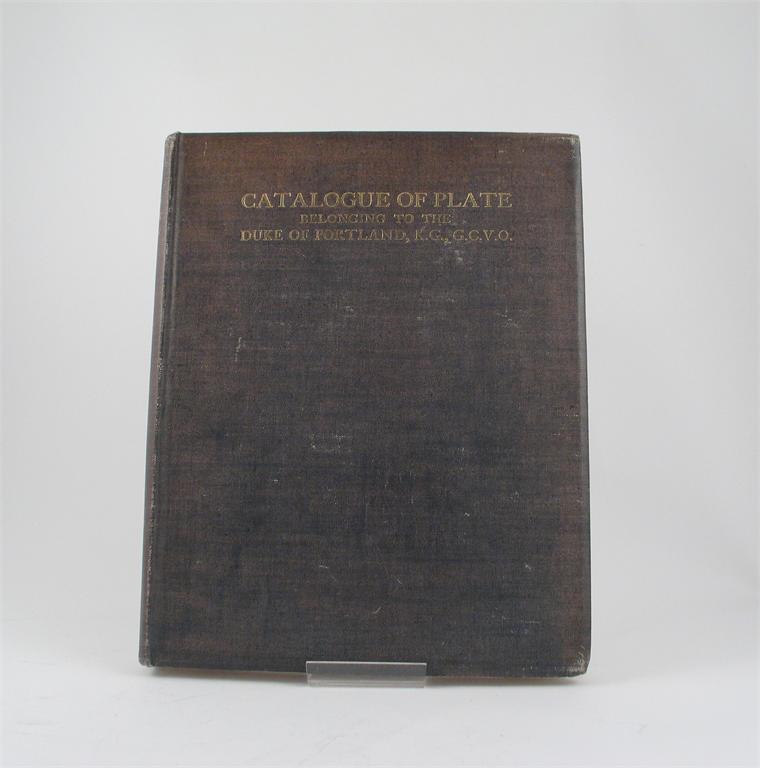 CATALOGUE OF PLATE
BELONGING TO THE
DUKE OF PORTLAND, K.G., G.C.V.O.